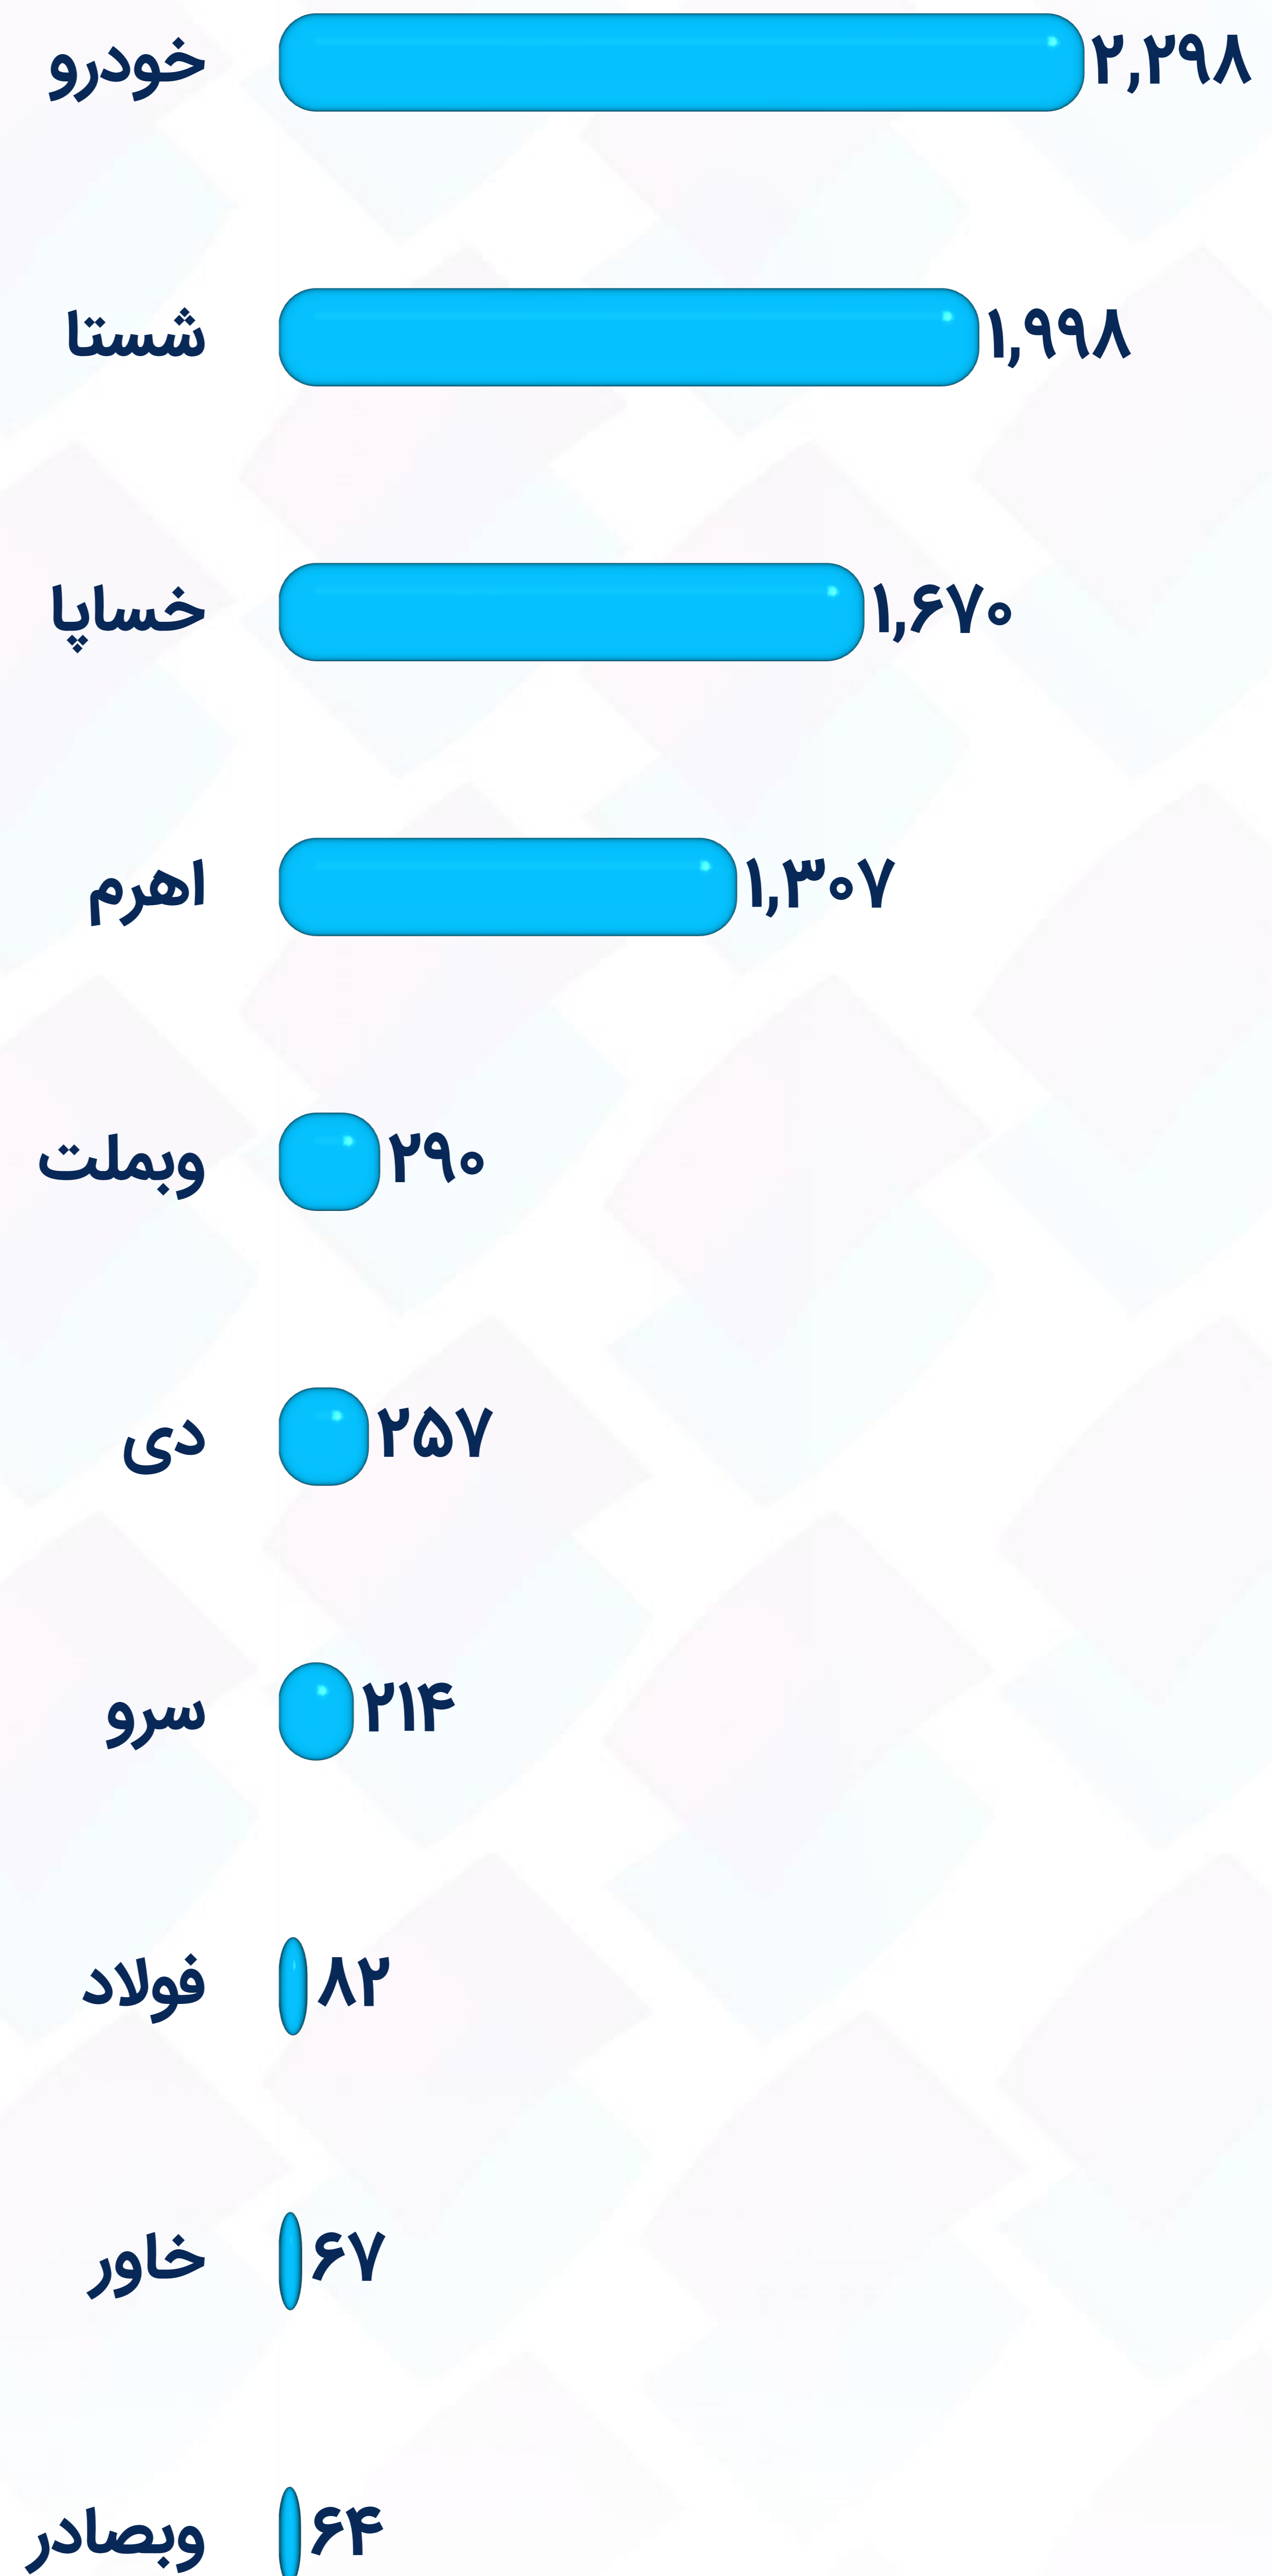 خودرو ۲,۲۹۸
شستا ۱,۹۹۸
خساپا ۱,۶۷۰
اهرم ۱,۳۰۷
وبملت ۲۹۰
دی ۲۵۷
سرو ۲۱۴
فولاد ۸۲
خاور ۶۷
وبصادر ۶۴